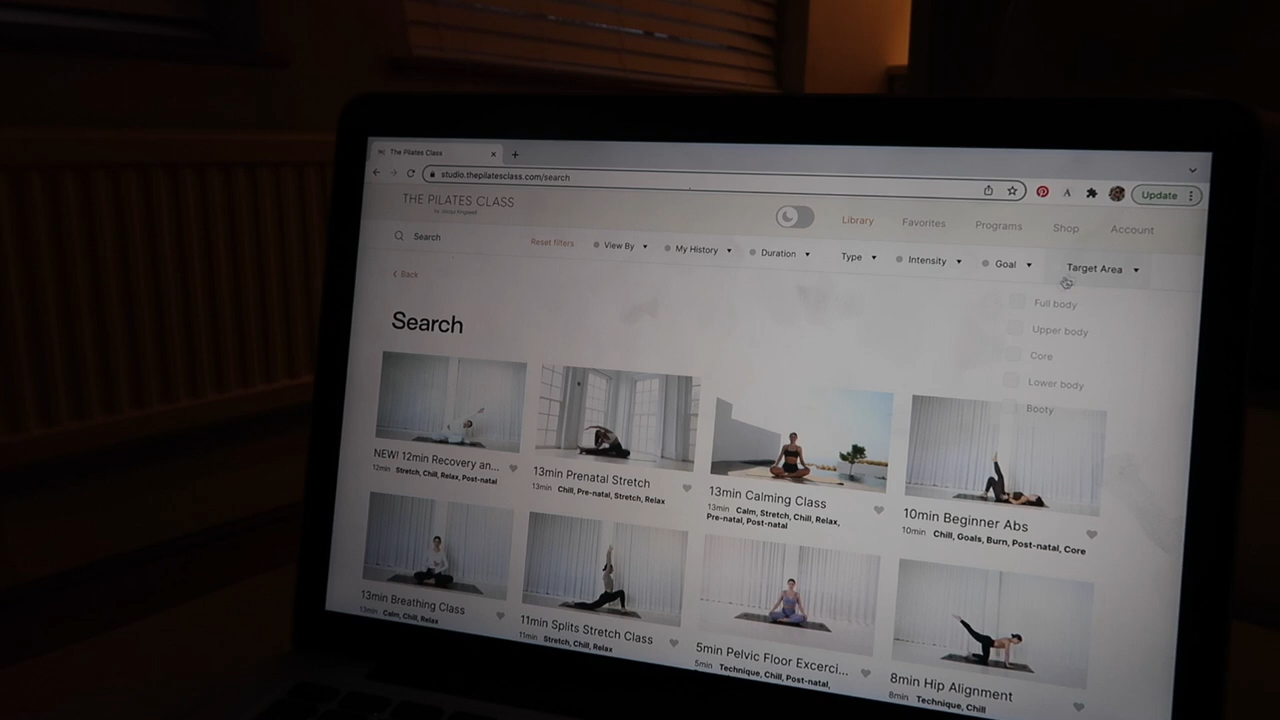 The Pilates Class
studio.thepilatesclass.com/search
Update
THE PILATES CLASS
Library
Favorites
Programs
Shop
Account
Search
Reset filters
View By
My History
Duration
Type
Intensity
Goal
Target Area
Back
Full body
Upper body
Core
Lower body
Booty
Search
NEW! 12min Recovery an...
12min Stretch, Chill, Relax, Post-natal
13min Prenatal Stretch
13min Chill, Pre-natal, Stretch, Relax
13min Calming Class
13min Calm, Stretch, Chill, Relax,
Pre-natal, Post-natal
10min Beginner Abs
10min Chill, Goals, Burn, Post-natal, Core
13min Breathing Class
13min Calm, Chill, Relax
11min Splits Stretch Class
11min Stretch, Chill, Relax
5min Pelvic Floor Excerci...
5min Technique, Chill, Post-natal,
8min Hip Alignment
8min Technique, Chill